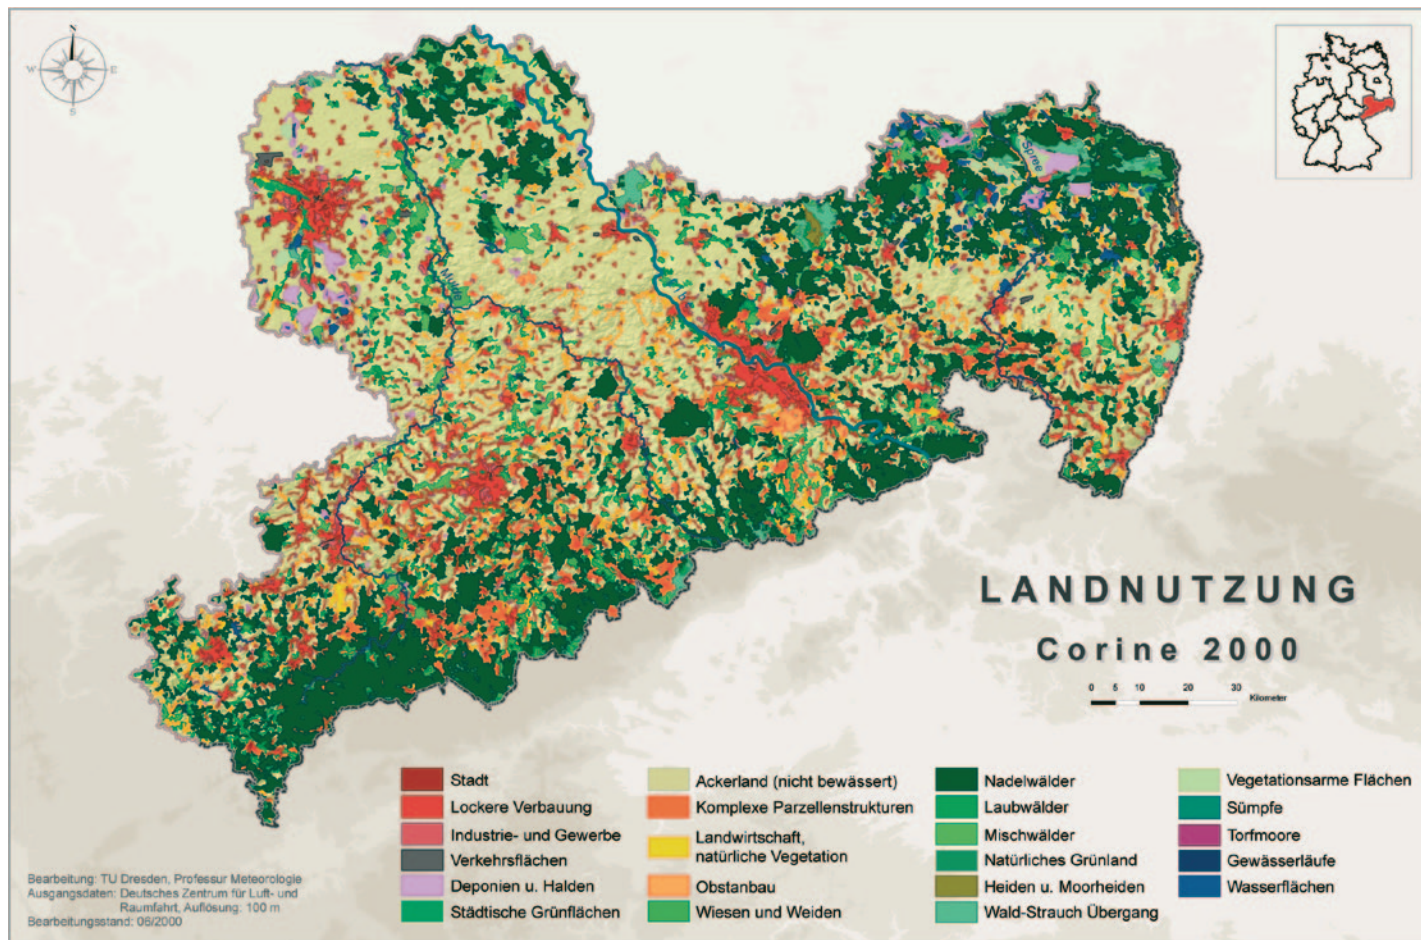 N
W
E
S
Spree
Mulde
LANDNUTZUNG
Corine 2000
0 5 10 20 30 Kilometer
Stadt
Lockere Verbauung
Industrie- und Gewerbe
Verkehrsflächen
Deponien u. Halden
Städtische Grünflächen
Ackerland (nicht bewässert)
Komplexe Parzellenstrukturen
Landwirtschaft,
natürliche Vegetation
Obstanbau
Wiesen und Weiden
Nadelwälder
Laubwälder
Mischwälder
Natürliches Grünland
Heiden u. Moorheiden
Wald-Strauch Übergang
Vegetationsarme Flächen
Sümpfe
Torfmoore
Gewässerläufe
Wasserflächen
Bearbeitung: TU Dresden, Professur Meteorologie
Ausgangsdaten: Deutsches Zentrum für Luft- und
Raumfahrt, Auflösung: 100 m
Bearbeitungsstand: 06/2000